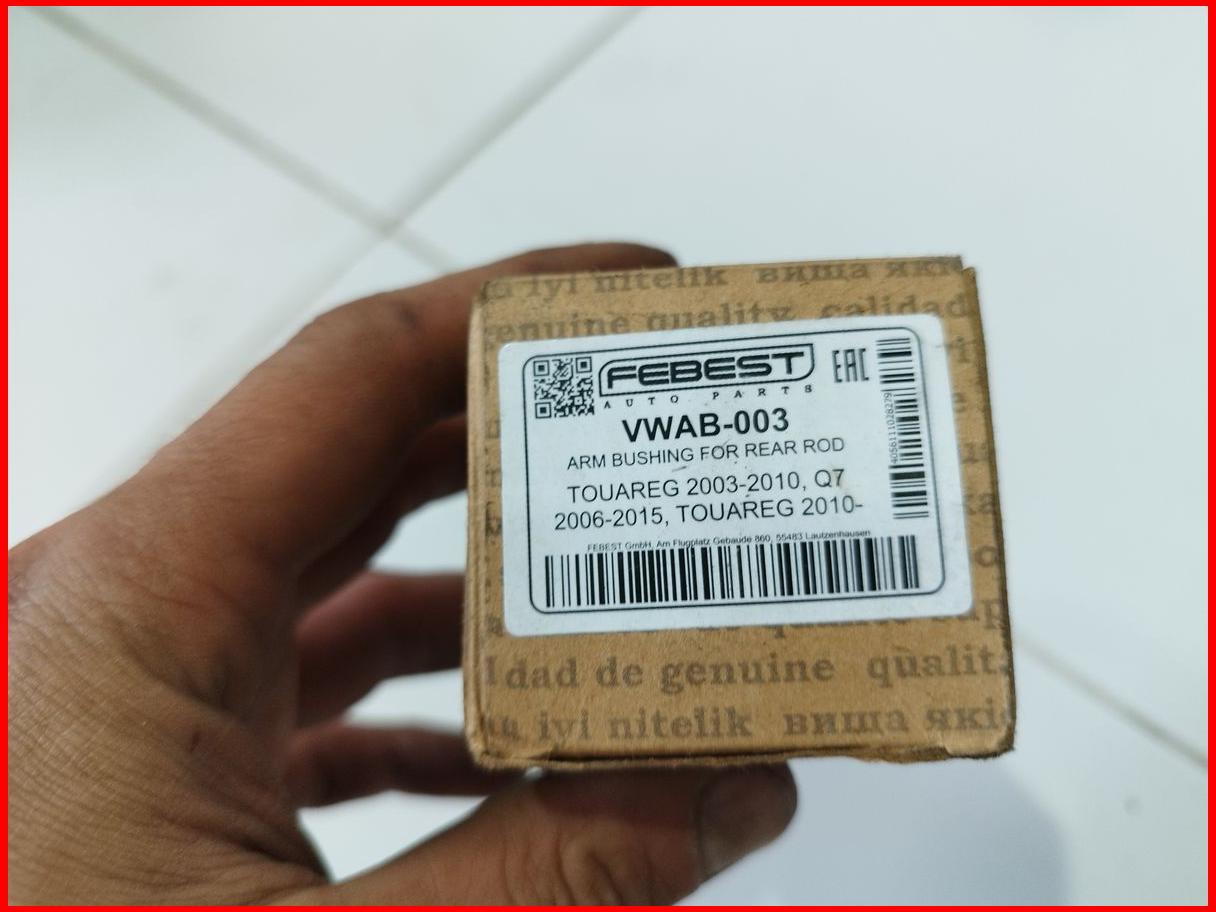 iyi nitelik вища якіс
genuine quality calidad
FEBEST
EAC
AUTO PARTS
VWAB-003
ARM BUSHING FOR REAR ROD
TOUAREG 2003-2010, Q7
2006-2015, TOUAREG 2010-
FEBEST GmbH, Am Flugplatz Gebaude 860, 55483 Lautzenhausen
4056111028279
dad de genuine qualit
iyi nitelik вища якіс